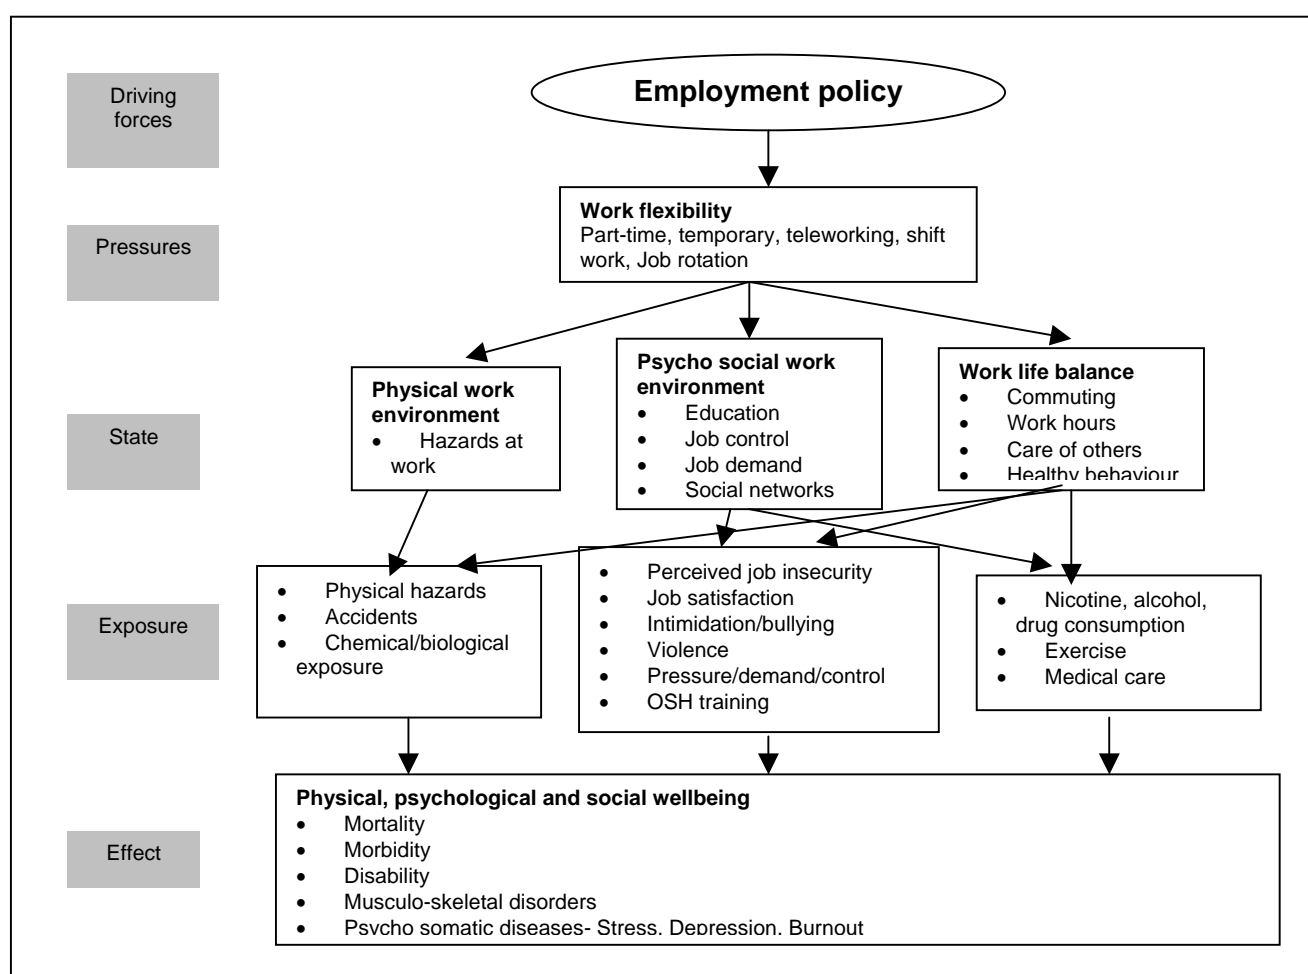 Driving
forces
Employment policy
Pressures
Work flexibility
Part-time, temporary, teleworking, shift
work, Job rotation
State
Physical work
environment
• Hazards at
work
Psycho social work
environment
• Education
• Job control
• Job demand
• Social networks
Work life balance
• Commuting
• Work hours
• Care of others
• Healthy behaviour
Exposure
• Physical hazards
• Accidents
• Chemical/biological
exposure
• Perceived job insecurity
• Job satisfaction
• Intimidation/bullying
• Violence
• Pressure/demand/control
• OSH training
• Nicotine, alcohol,
drug consumption
• Exercise
• Medical care
Effect
Physical, psychological and social wellbeing
• Mortality
• Morbidity
• Disability
• Musculo-skeletal disorders
• Psycho somatic diseases- Stress, Depression, Burnout